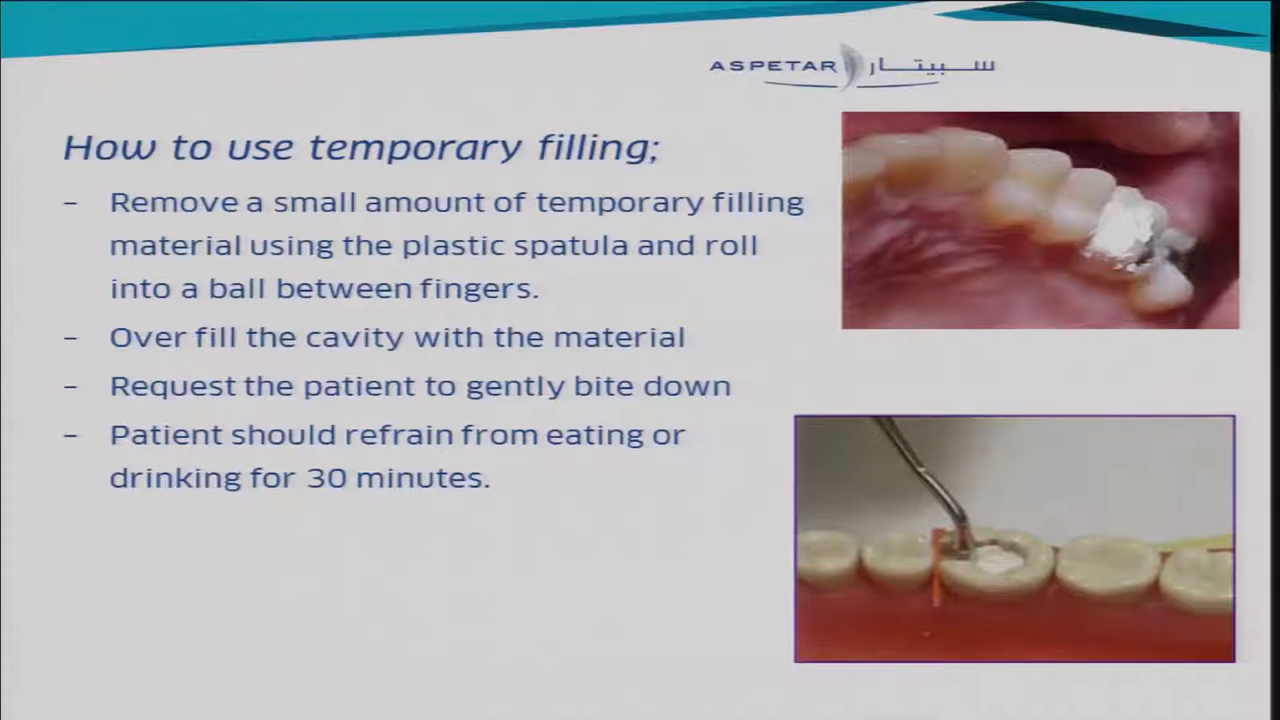 ASPETAR سبيتار
How to use temporary filling;
- Remove a small amount of temporary filling
material using the plastic spatula and roll
into a ball between fingers.
- Over fill the cavity with the material
- Request the patient to gently bite down
- Patient should refrain from eating or
drinking for 30 minutes.